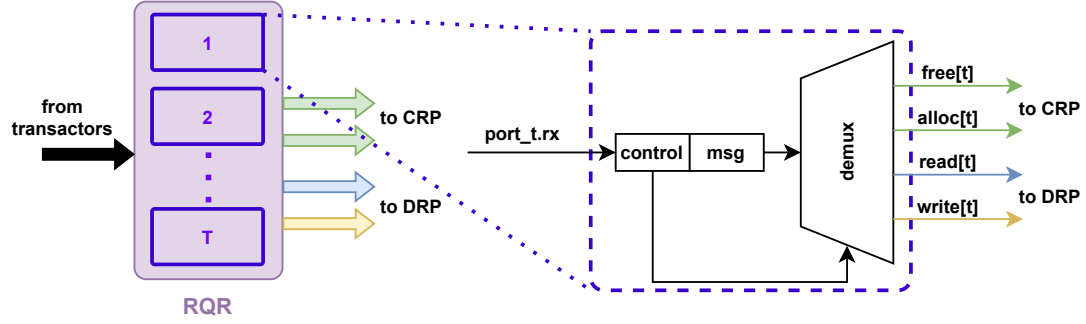 from
transactors
1
2
T
RQR
to CRP
to DRP
port_t.rx
control
msg
demux
free[t]
alloc[t]
read[t]
write[t]
to CRP
to DRP